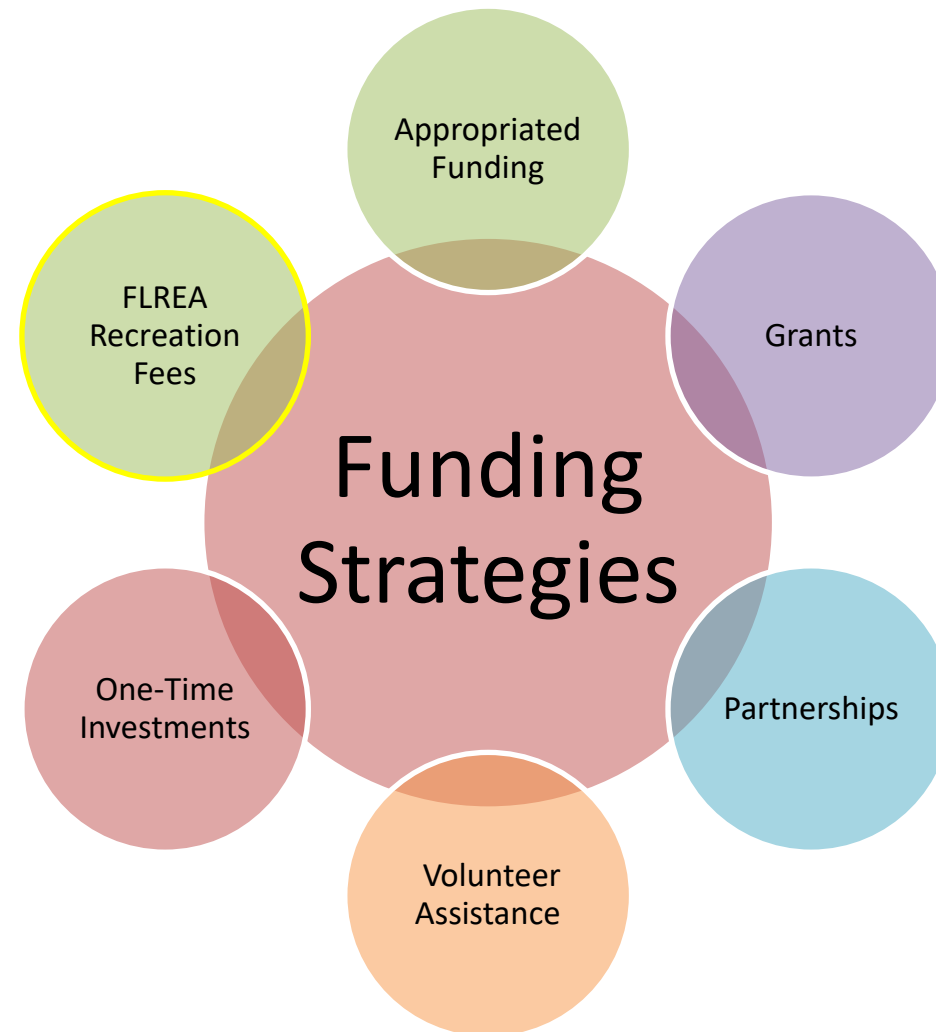 Appropriated
Funding
FLREA
Recreation
Fees
Grants
Funding
Strategies
One-Time
Investments
Partnerships
Volunteer
Assistance